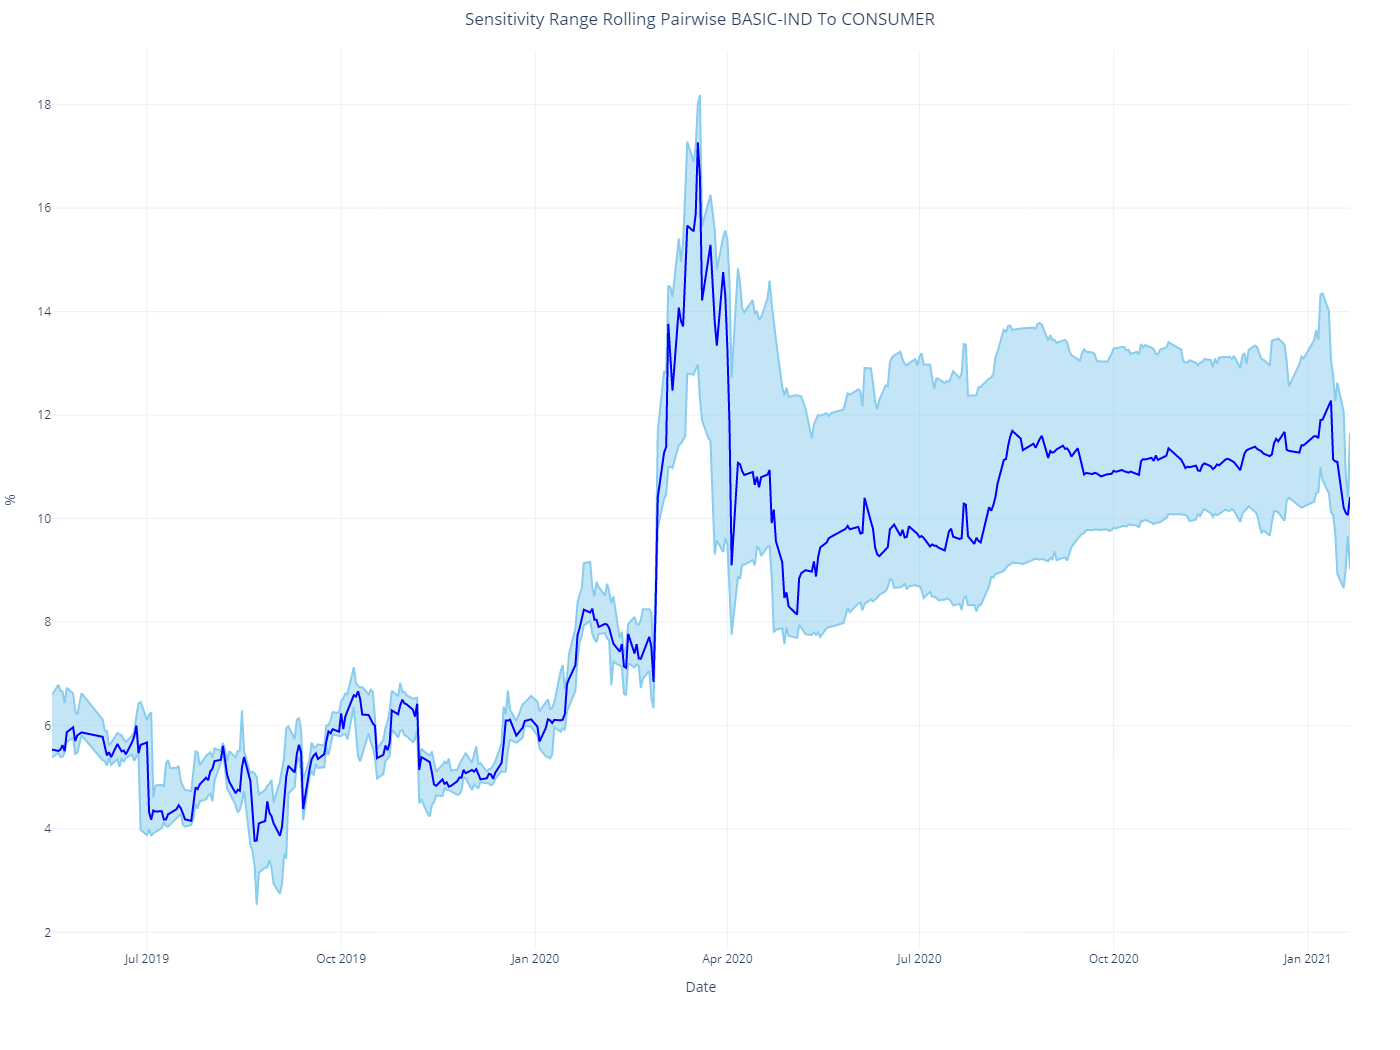 Sensitivity Range Rolling Pairwise BASIC-IND To CONSUMER
18
16
14
12
10
8
6
4
2
%
Jul 2019
Oct 2019
Jan 2020
Apr 2020
Jul 2020
Oct 2020
Jan 2021
Date